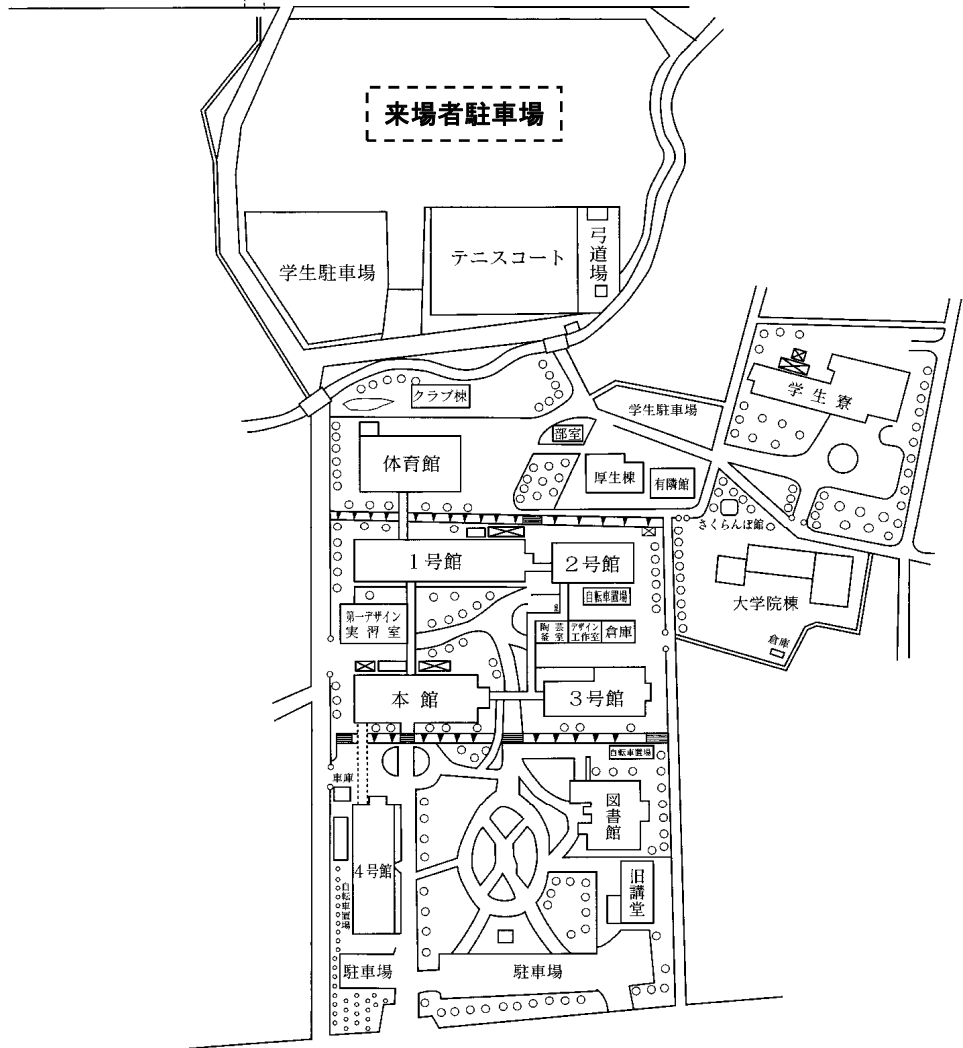 来場者駐車場
弓道場
テニスコート
学生駐車場
学生寮
クラブ棟
学生駐車場
部室
体育館
厚生棟
有隣館
さくらんぼ館
1号館
2号館
大学院棟
自転車置場
第一デザイン
実習室
陶芸
茶室
デザイン
工作室
倉庫
倉庫
本館
3号館
自転車置場
車庫
図書館
4号館
旧講堂
自転車置場
駐車場
駐車場